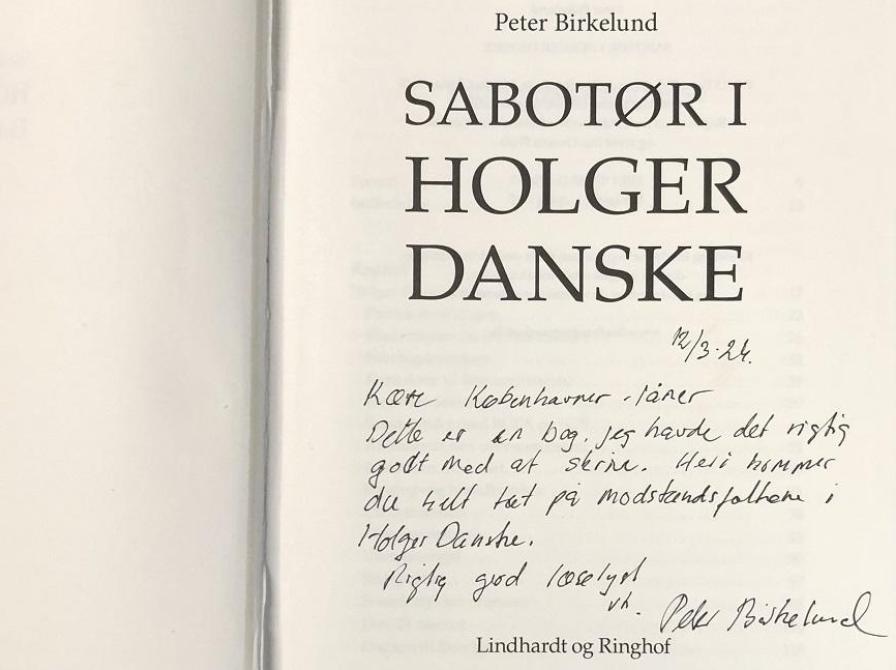 Peter Birkelund
SABOTØR I
HOLGER
DANSKE
12/3-24.
Kære Københavner-låner
Dette er en bog, jeg havde det rigtig
godt med at skrive. Heri kommer
du helt tæt på modstandsfolkene i
Holger Danske.
Rigtig god læselyst
vh. Peter Birkelund
Lindhardt og Ringhof